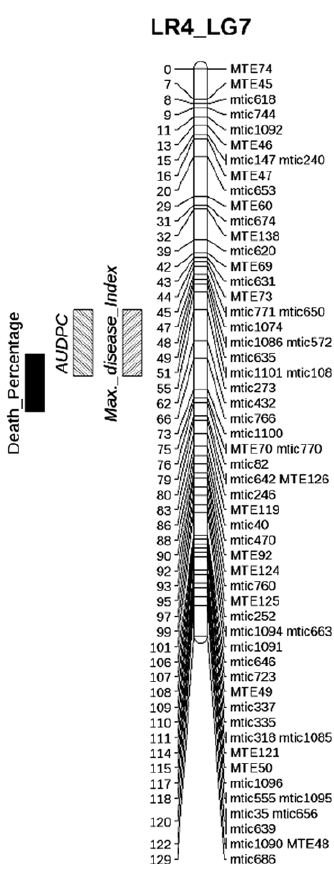 LR4_LG7
0 MTE74
7 MTE45
8 mtic618
9 mtic744
11 mtic1092
13 MTE46
15 mtic147 mtic240
16 MTE47
20 mtic653
29 MTE60
31 mtic674
32 MTE138
39 mtic620
42 MTE69
43 mtic631
44 MTE73
45 mtic771 mtic650
47 mtic1074
48 mtic1086 mtic572
49 mtic635
51 mtic1101 mtic108
55 mtic273
62 mtic432
66 mtic766
73 mtic1100
75 MTE70 mtic770
76 mtic82
79 mtic642 MTE126
80 mtic246
83 MTE119
86 mtic40
88 mtic470
90 MTE92
92 MTE124
93 mtic760
95 MTE125
97 mtic252
99 mtic1094 mtic663
101 mtic1091
106 mtic646
107 mtic723
108 MTE49
109 mtic337
110 mtic335
111 mtic318 mtic1085
114 MTE121
115 MTE50
117 mtic1096
118 mtic555 mtic1095
mtic35 mtic656
120
mtic639
122 mtic1090 MTE48
129 mtic686
Death_Percentage
AUDPC
Max._disease_Index